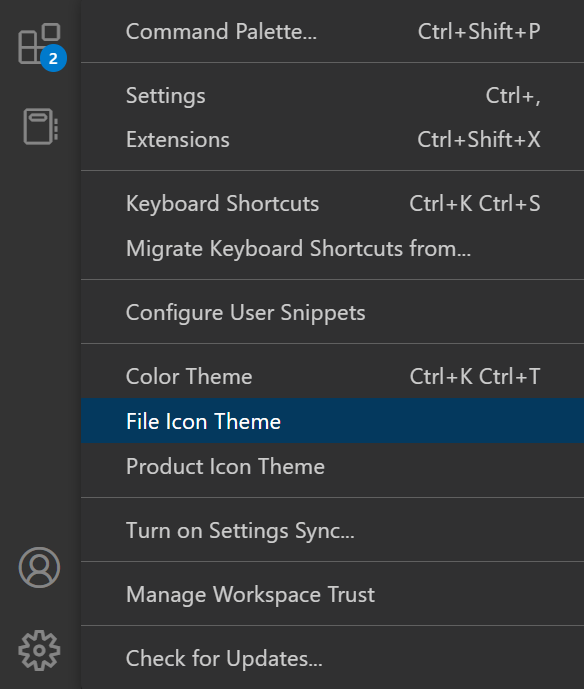 2
Command Palette... Ctrl+Shift+P
Settings Ctrl+,
Extensions Ctrl+Shift+X
Keyboard Shortcuts Ctrl+K Ctrl+S
Migrate Keyboard Shortcuts from...
Configure User Snippets
Color Theme Ctrl+K Ctrl+T
File Icon Theme
Product Icon Theme
Turn on Settings Sync...
Manage Workspace Trust
Check for Updates...